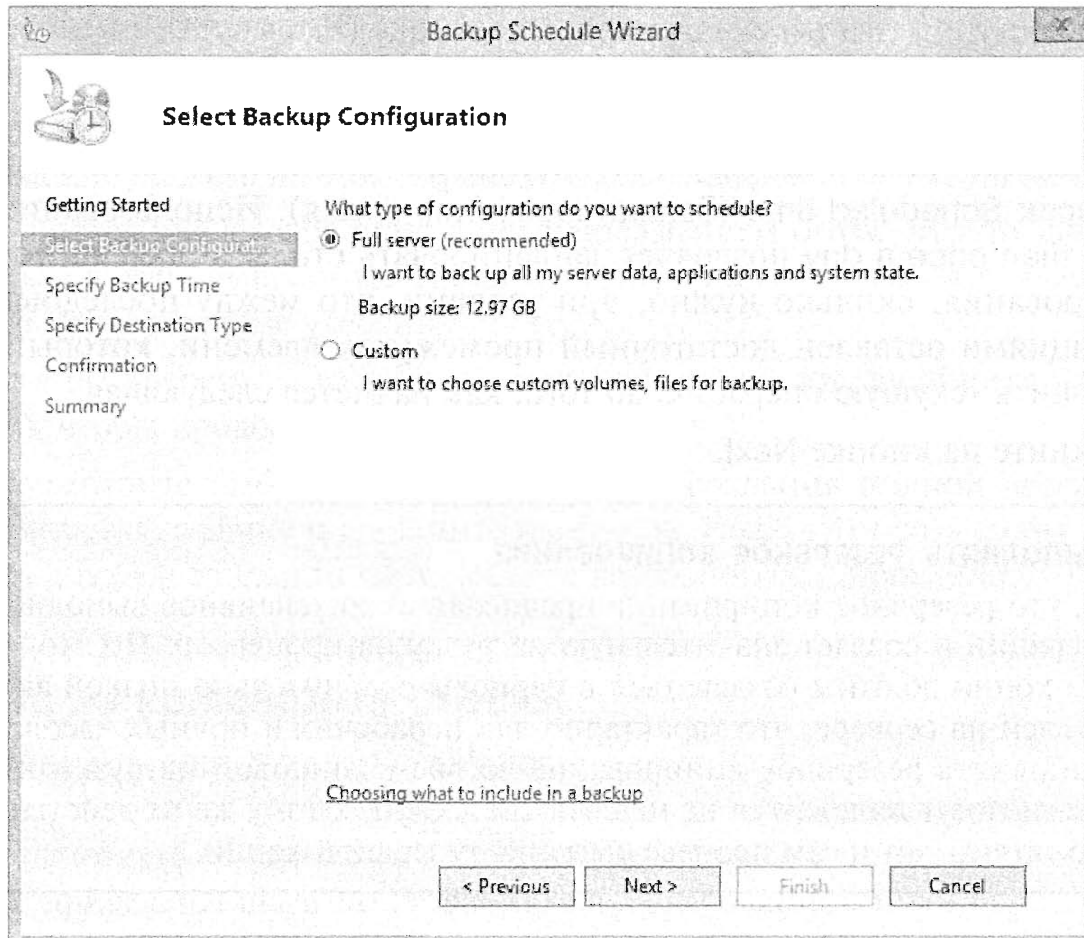 Backup Schedule Wizard
Select Backup Configuration
Getting Started
Select Backup Configurat...
Specify Backup Time
Specify Destination Type
Confirmation
Summary
What type of configuration do you want to schedule?
Full server (recommended)
I want to back up all my server data, applications and system state.
Backup size: 12.97 GB
Custom
I want to choose custom volumes, files for backup.
Choosing what to include in a backup
< Previous
Next >
Finish
Cancel